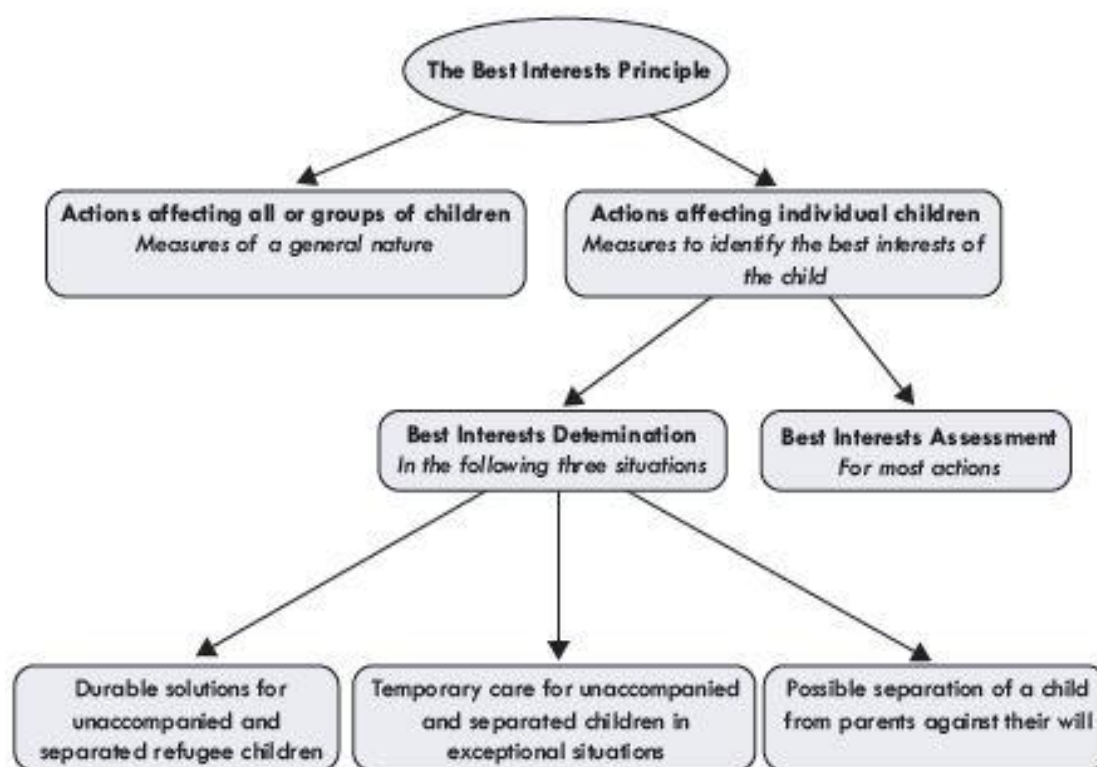 The Best Interests Principle
Actions affecting all or groups of children
Measures of a general nature
Actions affecting individual children
Measures to identify the best interests of
the child
Best Interests Detemination
In the following three situations
Best Interests Assessment
For most actions
Durable solutions for
unaccompanied and
separated refugee children
Temporary care for unaccompanied
and separated children in
exceptional situations
Possible separation of a child
from parents against their will